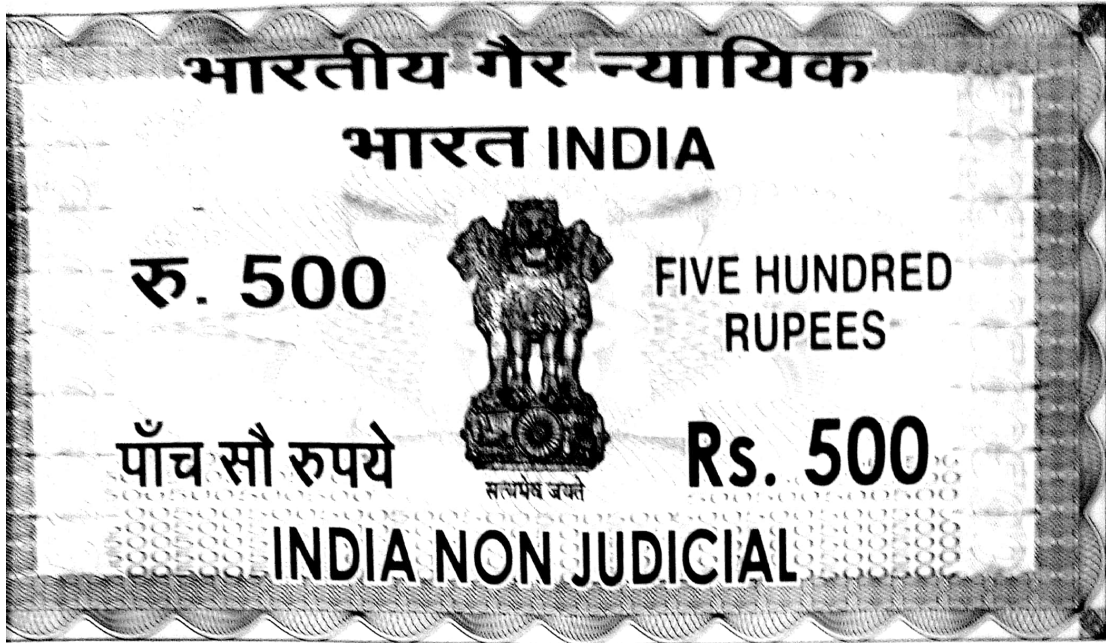 भारतीय गैर न्यायिक
भारत INDIA
रु. 500
FIVE HUNDRED
RUPEES
पाँच सौ रुपये
Rs. 500
सत्यमेव जयते
INDIA NON JUDICIAL